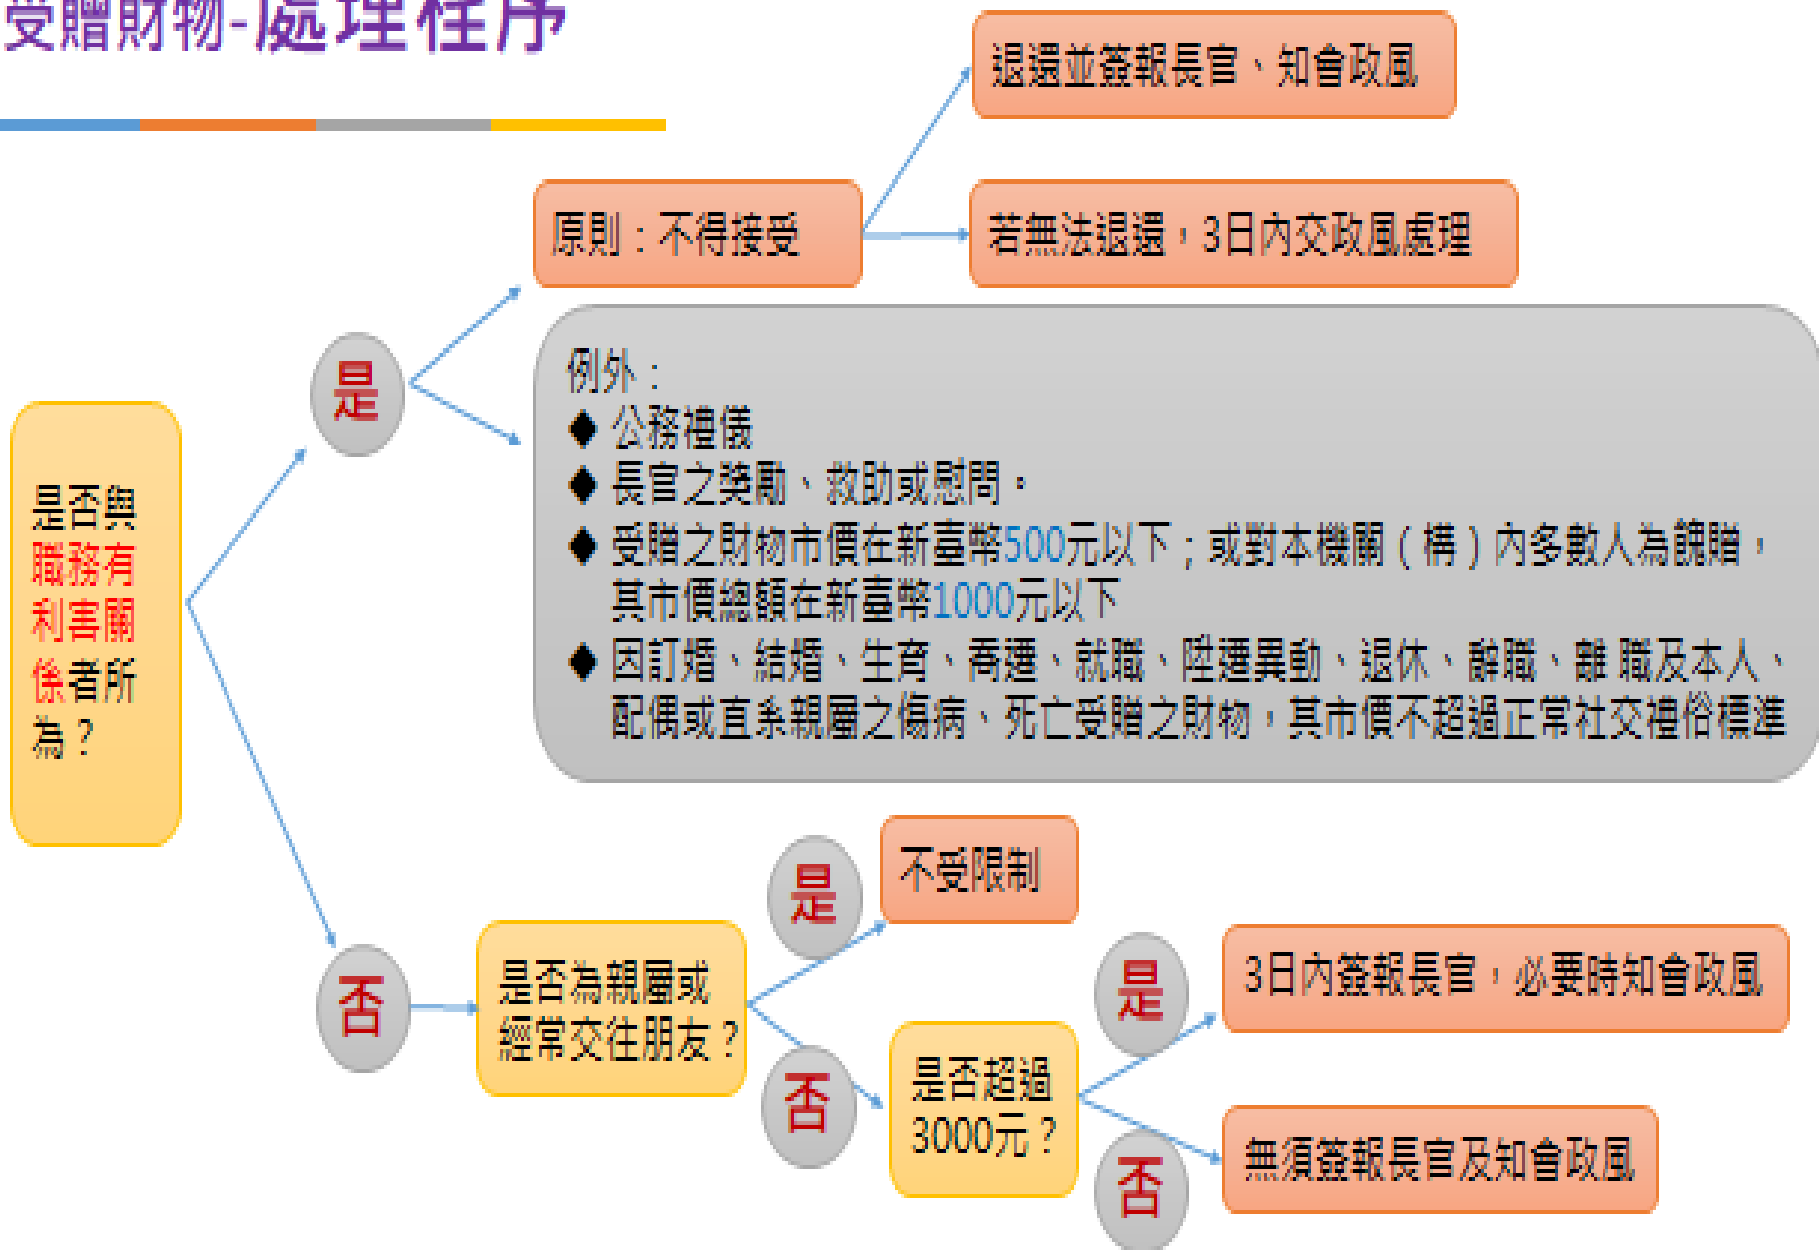 受贈財物-處理程序
退還並簽報長官、知會政風
原則：不得接受
若無法退還，3日內交政風處理
是
例外：
◆ 公務禮儀
◆ 長官之獎勵、救助或慰問。
◆ 受贈之財物市價在新臺幣500元以下；或對本機關（構）內多數人為餽贈，
其市價總額在新臺幣1000元以下
◆ 因訂婚、結婚、生育、喬遷、就職、陞遷異動、退休、辭職、離 職及本人、
配偶或直系親屬之傷病、死亡受贈之財物，其市價不超過正常社交禮俗標準
是否與
職務有
利害關
係者所
為？
否
是否為親屬或
經常交往朋友？
是
不受限制
否
是否超過
3000元？
是
3日內簽報長官，必要時知會政風
否
無須簽報長官及知會政風